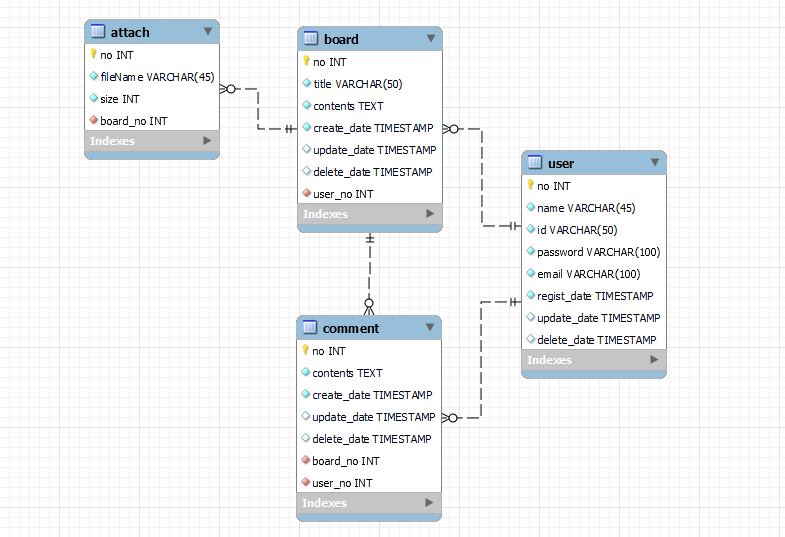 attach
no INT
fileName VARCHAR(45)
size INT
board_no INT
Indexes
board
no INT
title VARCHAR(50)
contents TEXT
create_date TIMESTAMP
update_date TIMESTAMP
delete_date TIMESTAMP
user_no INT
Indexes
user
no INT
name VARCHAR(45)
id VARCHAR(50)
password VARCHAR(100)
email VARCHAR(100)
regist_date TIMESTAMP
update_date TIMESTAMP
delete_date TIMESTAMP
Indexes
comment
no INT
contents TEXT
create_date TIMESTAMP
update_date TIMESTAMP
delete_date TIMESTAMP
board_no INT
user_no INT
Indexes